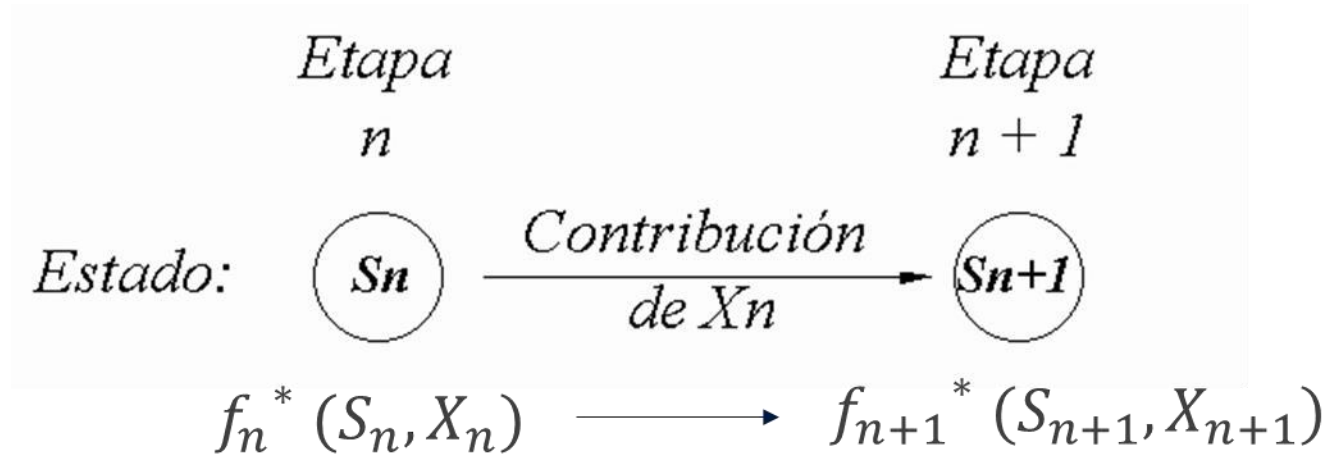 Etapa Etapa
n n + 1
Estado: Sn Contribución de Xn Sn+1
f_n^* (S_n, X_n) f_{n+1}^* (S_{n+1}, X_{n+1})